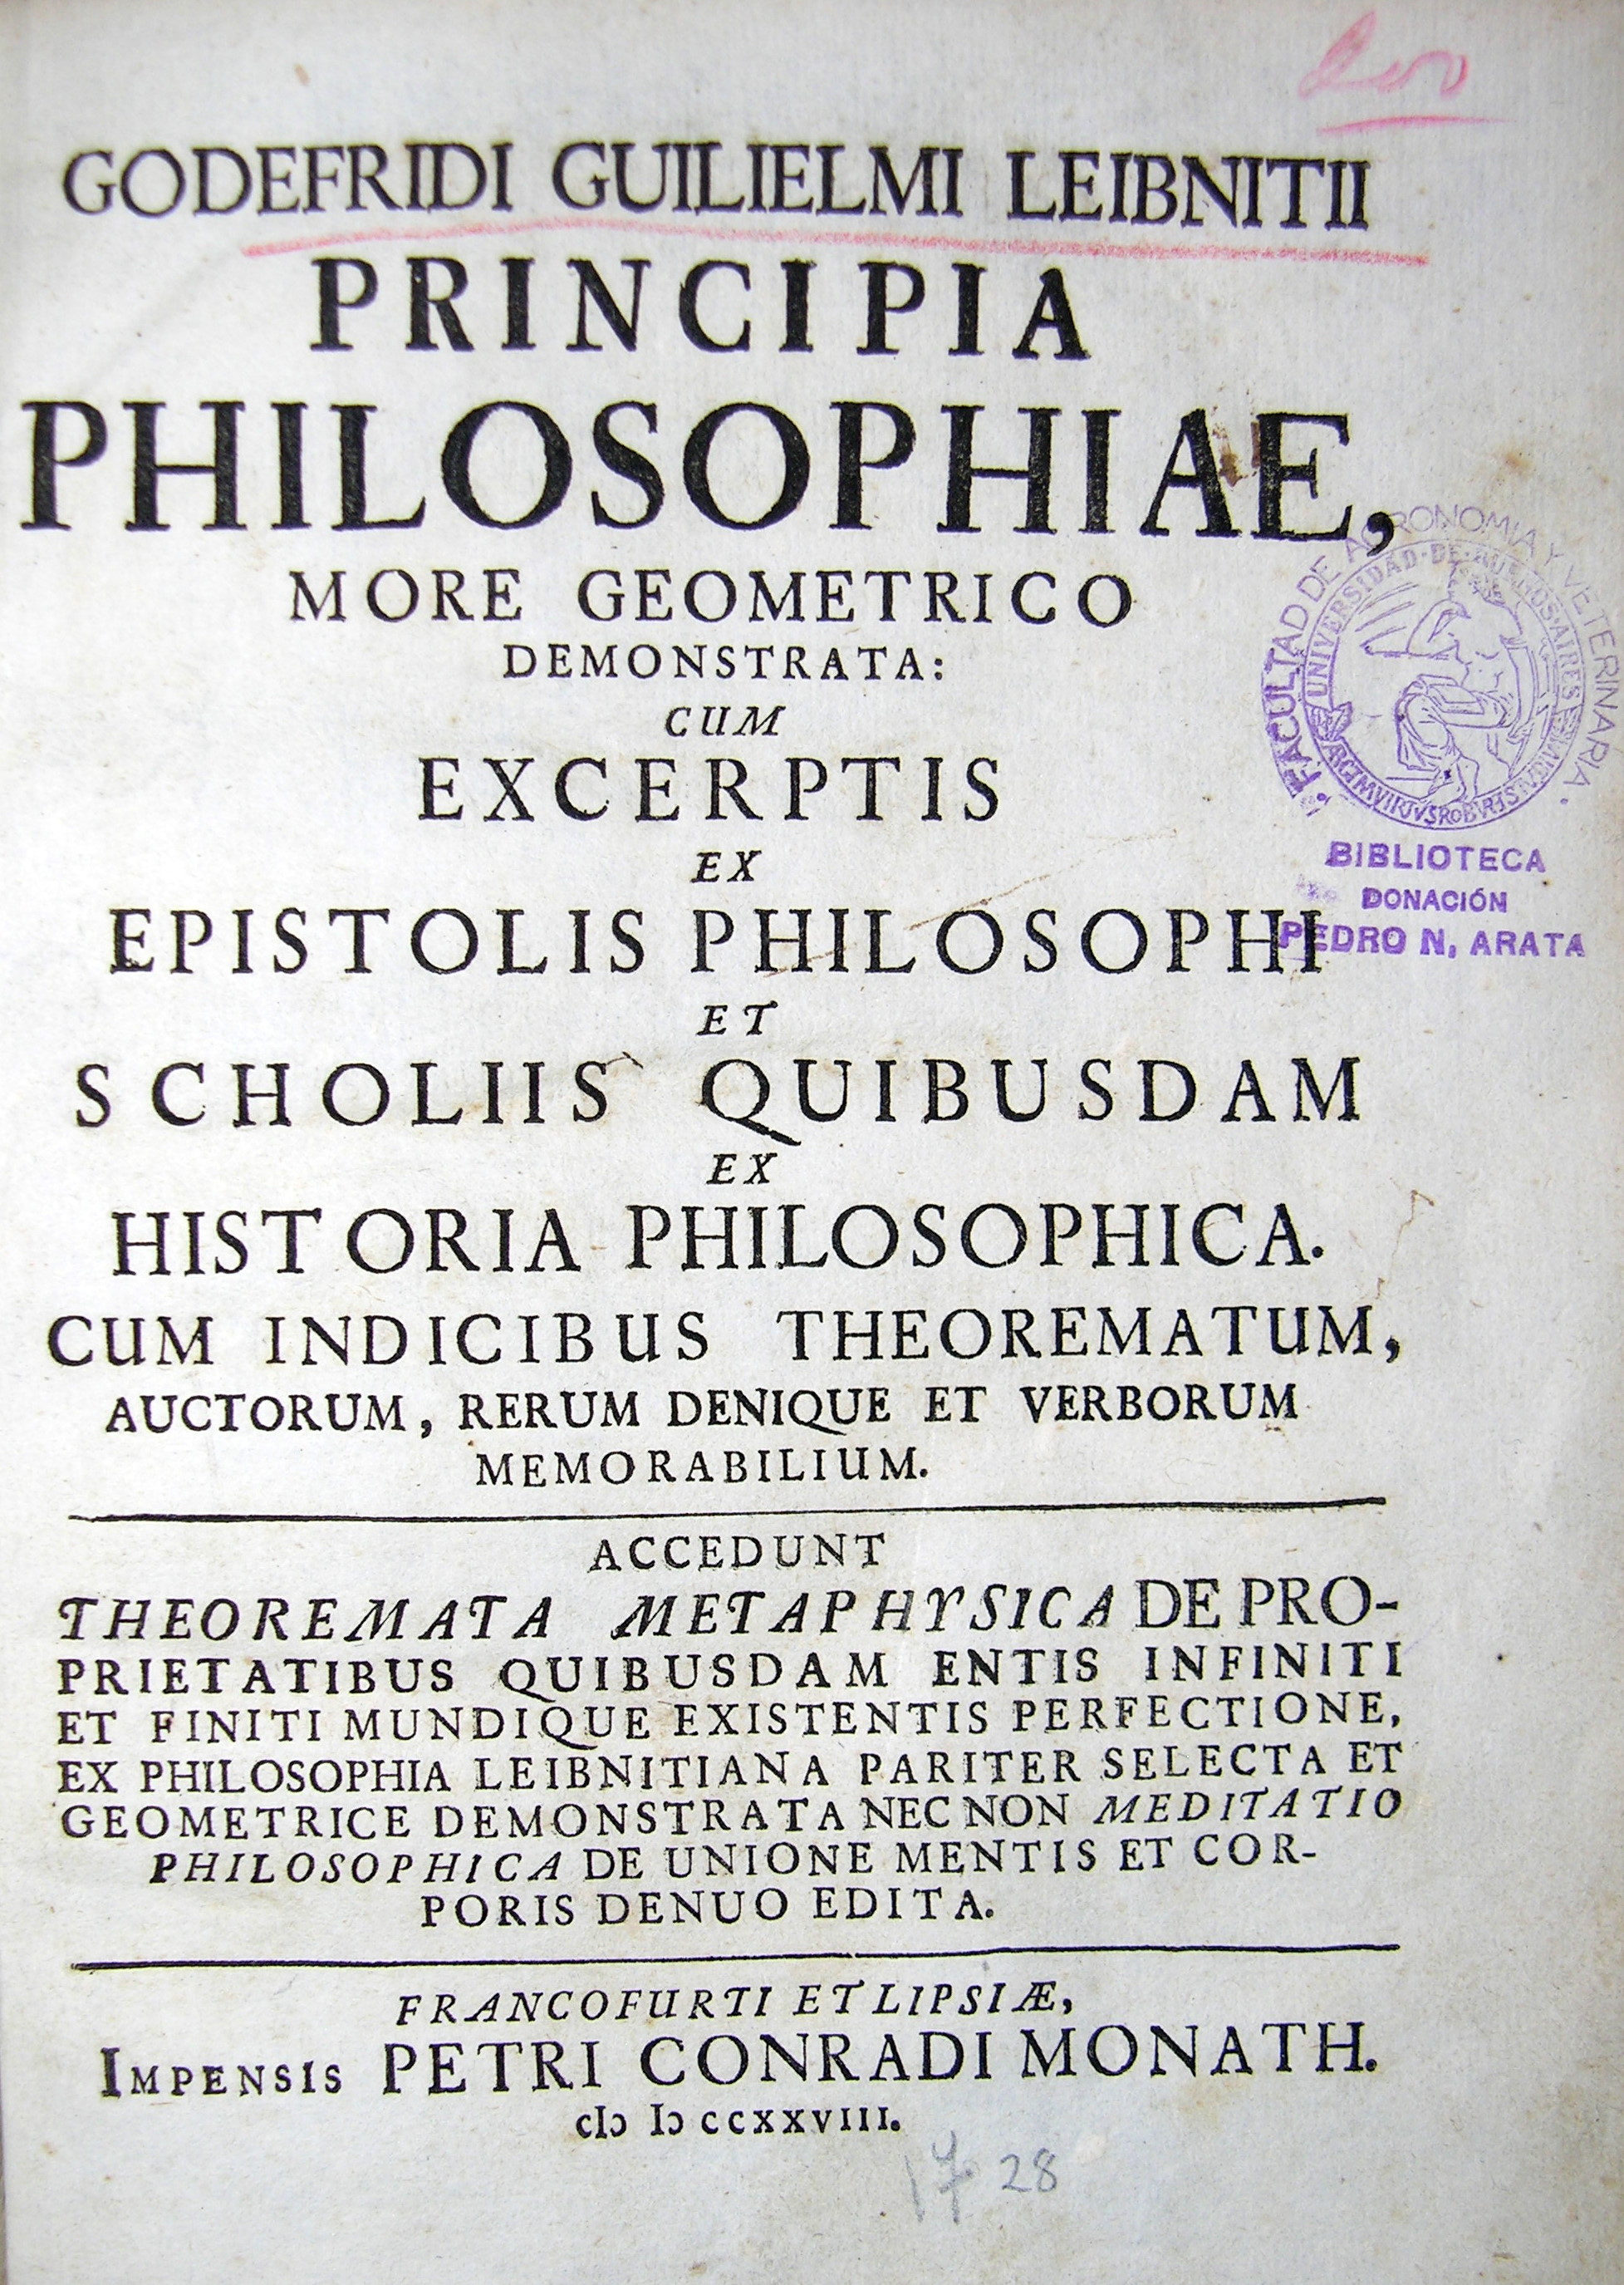 GODEFRIDI GUILIELMI LEIBNITII
PRINCIPIA
PHILOSOPHIAE,
MORE GEOMETRICO
DEMONSTRATA:
CUM
EXCERPTIS
EX
EPISTOLIS PHILOSOPHI
ET
SCHOLIIS QUIBUSDAM
EX
HISTORIA PHILOSOPHICA.
CUM INDICIBUS THEOREMATUM,
AUCTORUM, RERUM DENIQUE ET VERBORUM
MEMORABILIUM.
ACCEDUNT
THEOREMATA METAPHYSICA DE PRO-
PRIETATIBUS QUIBUSDAM ENTIS INFINITI
ET FINITI MUNDIQUE EXISTENTIS PERFECTIONE,
EX PHILOSOPHIA LEIBNITIANA PARITER SELECTA ET
GEOMETRICE DEMONSTRATA NEC NON MEDITATIO
PHILOSOPHICA DE UNIONE MENTIS ET COR-
PORIS DENUO EDITA.
FRANCOFURTI ET LIPSIÆ,
IMPENSIS PETRI CONRADI MONATH.
cIɔ Iɔ CCXXVIII.
1728
FACULTAD DE AGRONOMIA Y VETERINARIA.
UNIVERSIDAD·DE·BUENOS·AIRES
BIBLIOTECA
DONACIÓN
PEDRO N, ARATA